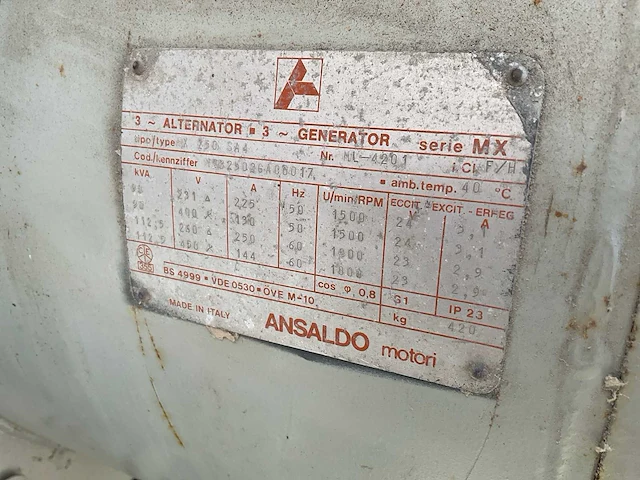 3 ~ ALTERNATOR ■ 3 ~ GENERATOR serie MX
tipo/type X 250 SA4 Nr. ML-4201 I.CL F/H
Cod./kennziffer ■ amb.temp. 40 °C
kVA V A Hz U/min/RPM ECCIT.-EXCIT.-ERREG
V A
90 231 225 50 1500 24 3,1
90 400 130 50 1500 24 3,1
112,5 260 250 60 1800 23 2,9
112,5 450 144 60 1800 23 2,9
BS 4999 ▪ VDE 0530 ▪ ÖVE M-10 cos φ 0,8 S1 IP 23
kg 420
MADE IN ITALY ANSALDO motori